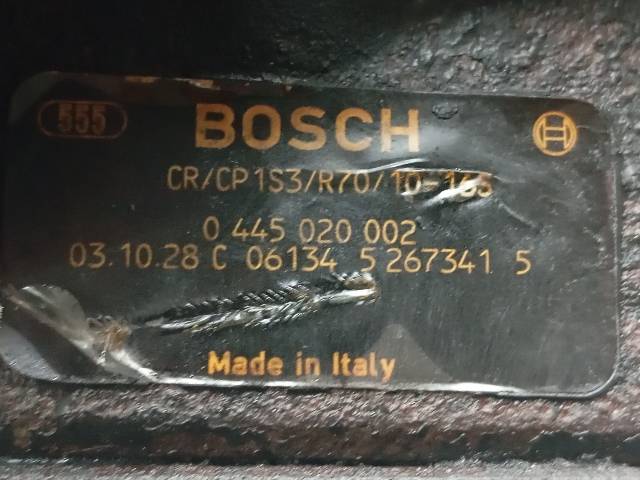 555 BOSCH
CR/CP1S3/R70/10-16S
0 445 020 002
03.10.28 C 06134 5 267341 5
Made in Italy